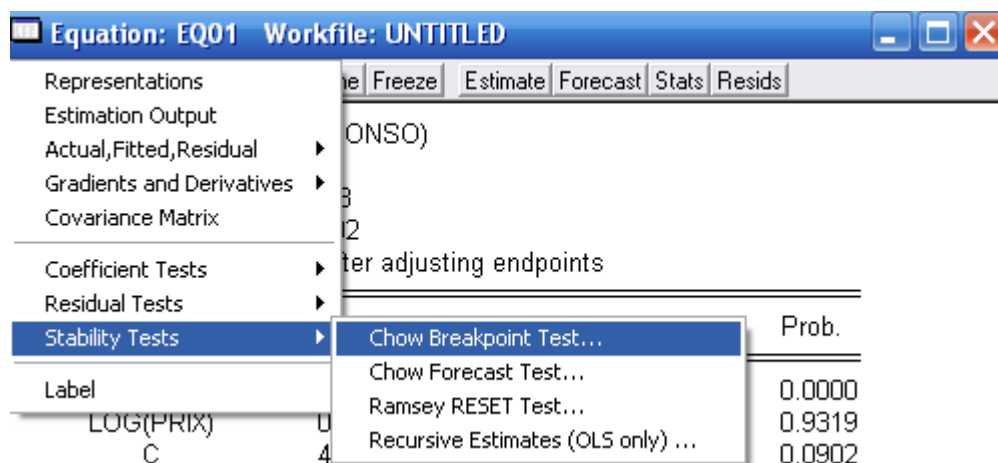 Equation: EQ01 Workfile: UNTITLED
Freeze Estimate Forecast Stats Resids
Representations
Estimation Output
Actual,Fitted,Residual
Gradients and Derivatives
Covariance Matrix
Coefficient Tests
Residual Tests
Stability Tests
Label
ONSO)
ter adjusting endpoints
Prob.
Chow Breakpoint Test...
Chow Forecast Test...
Ramsey RESET Test...
Recursive Estimates (OLS only) ...
0.0000
LOG(PRIX) 0.9319
C 4 0.0902